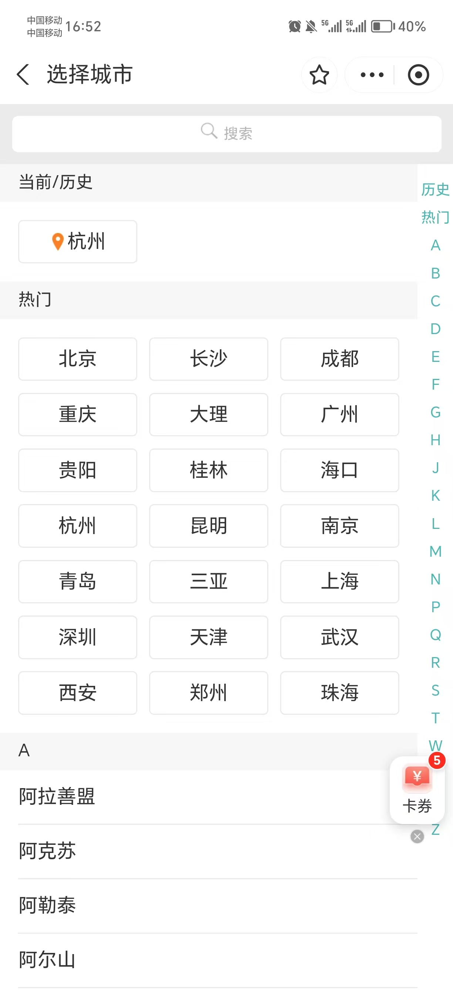 中国移动
中国移动
16:52
5G
5G
40%
选择城市
搜索
当前/历史
杭州
热门
北京 长沙 成都
重庆 大理 广州
贵阳 桂林 海口
杭州 昆明 南京
青岛 三亚 上海
深圳 天津 武汉
西安 郑州 珠海
A
阿拉善盟
阿克苏
阿勒泰
阿尔山
历史
热门
A
B
C
D
E
F
G
H
J
K
L
M
N
P
Q
R
S
T
W
Z
5
¥
卡券